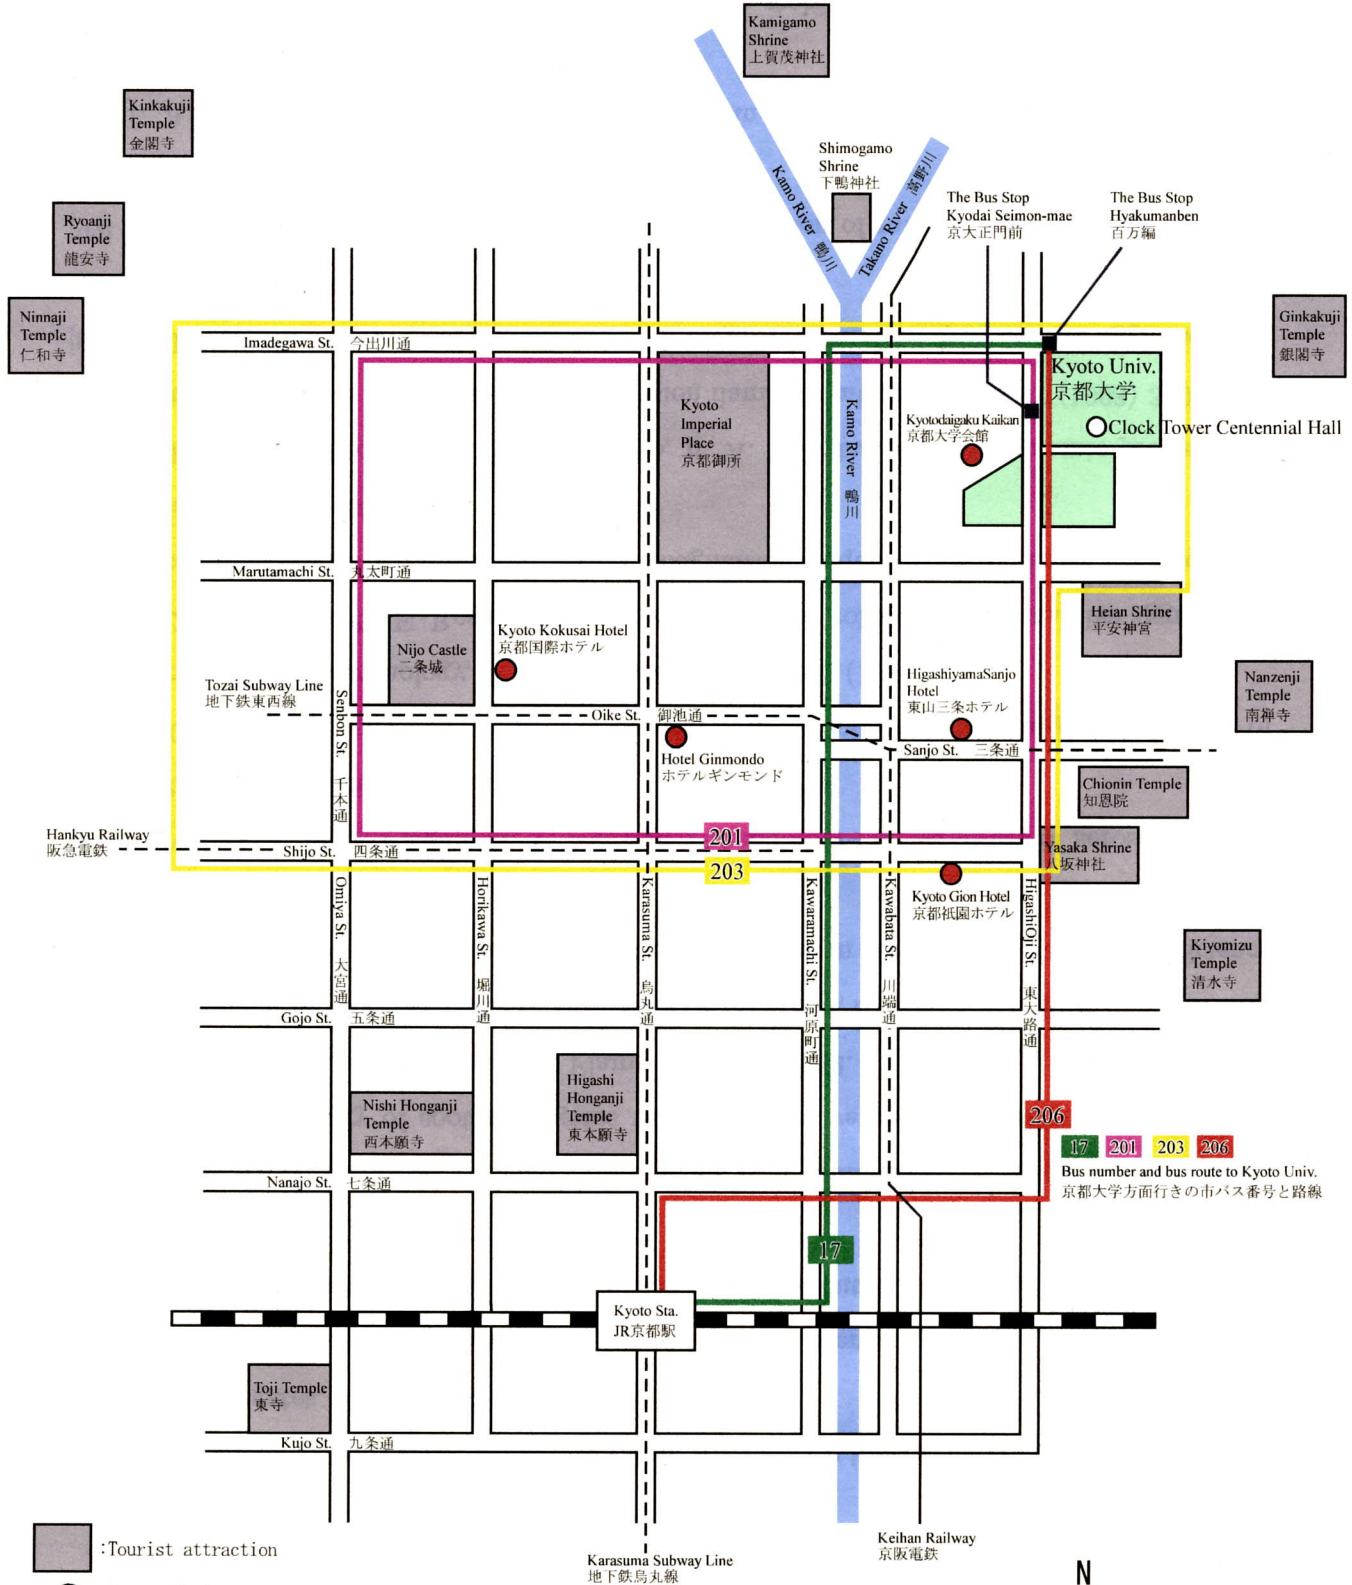 Kamigamo
Shrine
上賀茂神社
Kinkakuji
Temple
金閣寺
Shimogamo
Shrine
下鴨神社
Kamo River 鴨川
Takano River 高野川
The Bus Stop
Kyodai Seimon-mae
京大正門前
The Bus Stop
Hyakumanben
百万編
Ryoanji
Temple
龍安寺
Ninnaji
Temple
仁和寺
Ginkakuji
Temple
銀閣寺
Imadegawa St. 今出川通
Kyoto Univ.
京都大学
Clock Tower Centennial Hall
Kyoto
Imperial
Place
京都御所
Kamo River 鴨川
Kyotodaigaku Kaikan
京都大学会館
Marutamachi St. 丸太町通
Heian Shrine
平安神宮
Nijo Castle
二条城
Kyoto Kokusai Hotel
京都国際ホテル
HigashiyamaSanjo
Hotel
東山三条ホテル
Nanzenji
Temple
南禅寺
Tozai Subway Line
地下鉄東西線
Senbon St. 千本通
Oike St. 御池通
Sanjo St. 三条通
Hotel Ginmondo
ホテルギンモンド
Chionin Temple
知恩院
Hankyu Railway
阪急電鉄
201
Shijo St. 四条通
203
Yasaka Shrine
八坂神社
Kyoto Gion Hotel
京都祇園ホテル
Omiya St. 大宮通
Horikawa St. 堀川通
Karasuma St. 烏丸通
Kawaramachi St. 河原町通
Kawabata St. 川端通
HigashiOji St. 東大路通
Kiyomizu
Temple
清水寺
Gojo St. 五条通
Higashi
Honganji
Temple
東本願寺
Nishi Honganji
Temple
西本願寺
206
17 201 203 206
Bus number and bus route to Kyoto Univ.
京都大学方面行きの市バス番号と路線
Nanajo St. 七条通
17
Kyoto Sta.
JR京都駅
Toji Temple
東寺
Kujo St. 九条通
:Tourist attraction
Karasuma Subway Line
地下鉄烏丸線
Keihan Railway
京阪電鉄
N